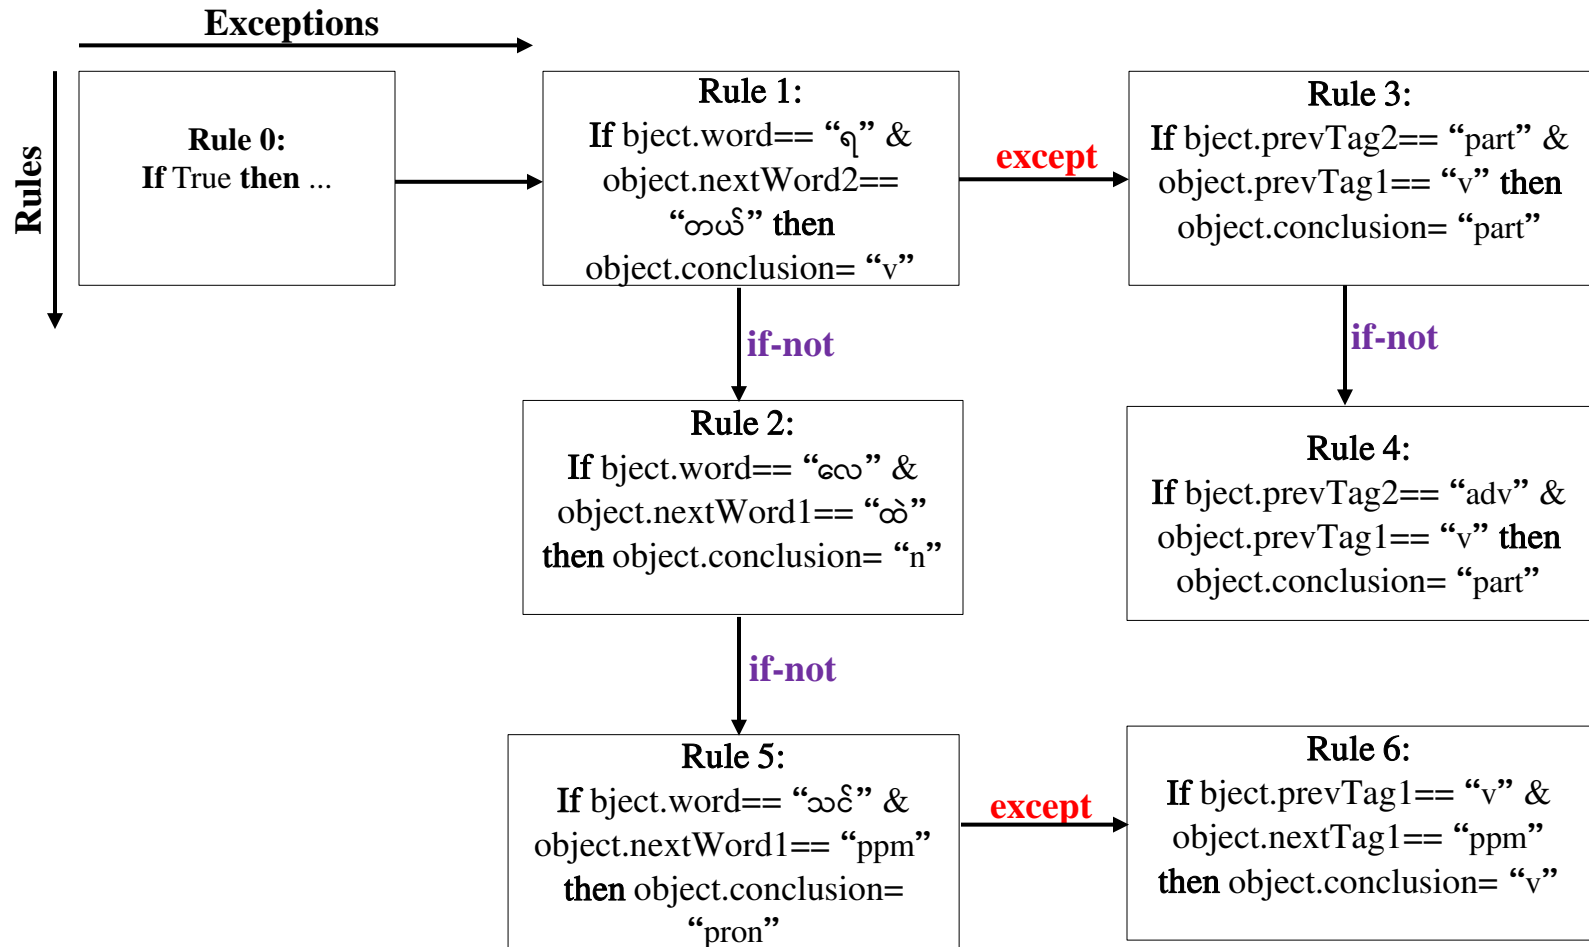 Exceptions
Rules
Rule 0:
If True then ...
Rule 1:
If bject.word== “ရ” &
object.nextWord2==
“တယ်” then
object.conclusion= “v”
except
Rule 3:
If bject.prevTag2== “part” &
object.prevTag1== “v” then
object.conclusion= “part”
if-not
if-not
Rule 2:
If bject.word== “လေ” &
object.nextWord1== “ထဲ”
then object.conclusion= “n”
Rule 4:
If bject.prevTag2== “adv” &
object.prevTag1== “v” then
object.conclusion= “part”
if-not
Rule 5:
If bject.word== “သင်” &
object.nextWord1== “ppm”
then object.conclusion=
“pron”
except
Rule 6:
If bject.prevTag1== “v” &
object.nextTag1== “ppm”
then object.conclusion= “v”